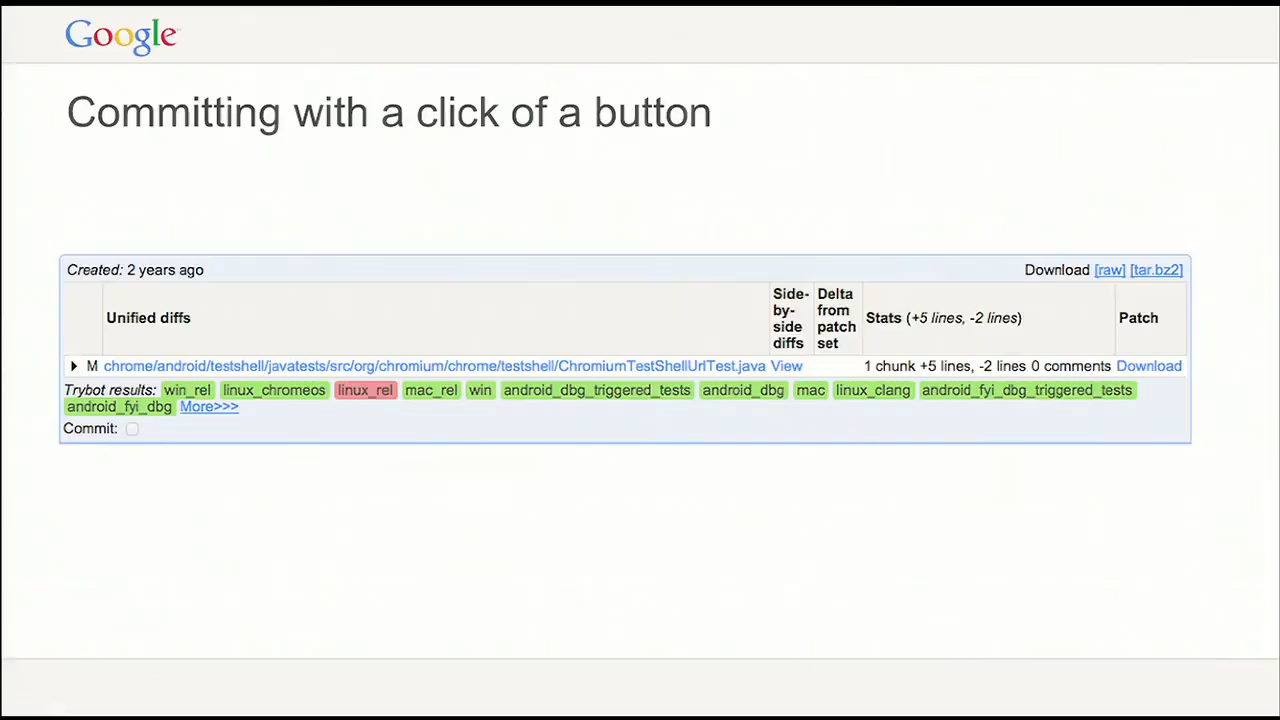 Google
Committing with a click of a button
Created: 2 years ago Download [raw] [tar.bz2]
Unified diffs Side-by-side diffs Delta from patch set Stats (+5 lines, -2 lines) Patch
M chrome/android/testshell/javatests/src/org/chromium/chrome/testshell/ChromiumTestShellUrlTest.java View 1 chunk +5 lines, -2 lines 0 comments Download
Trybot results: win_rel linux_chromeos linux_rel mac_rel win android_dbg_triggered_tests android_dbg mac linux_clang android_fyi_dbg_triggered_tests
android_fyi_dbg More>>>
Commit: